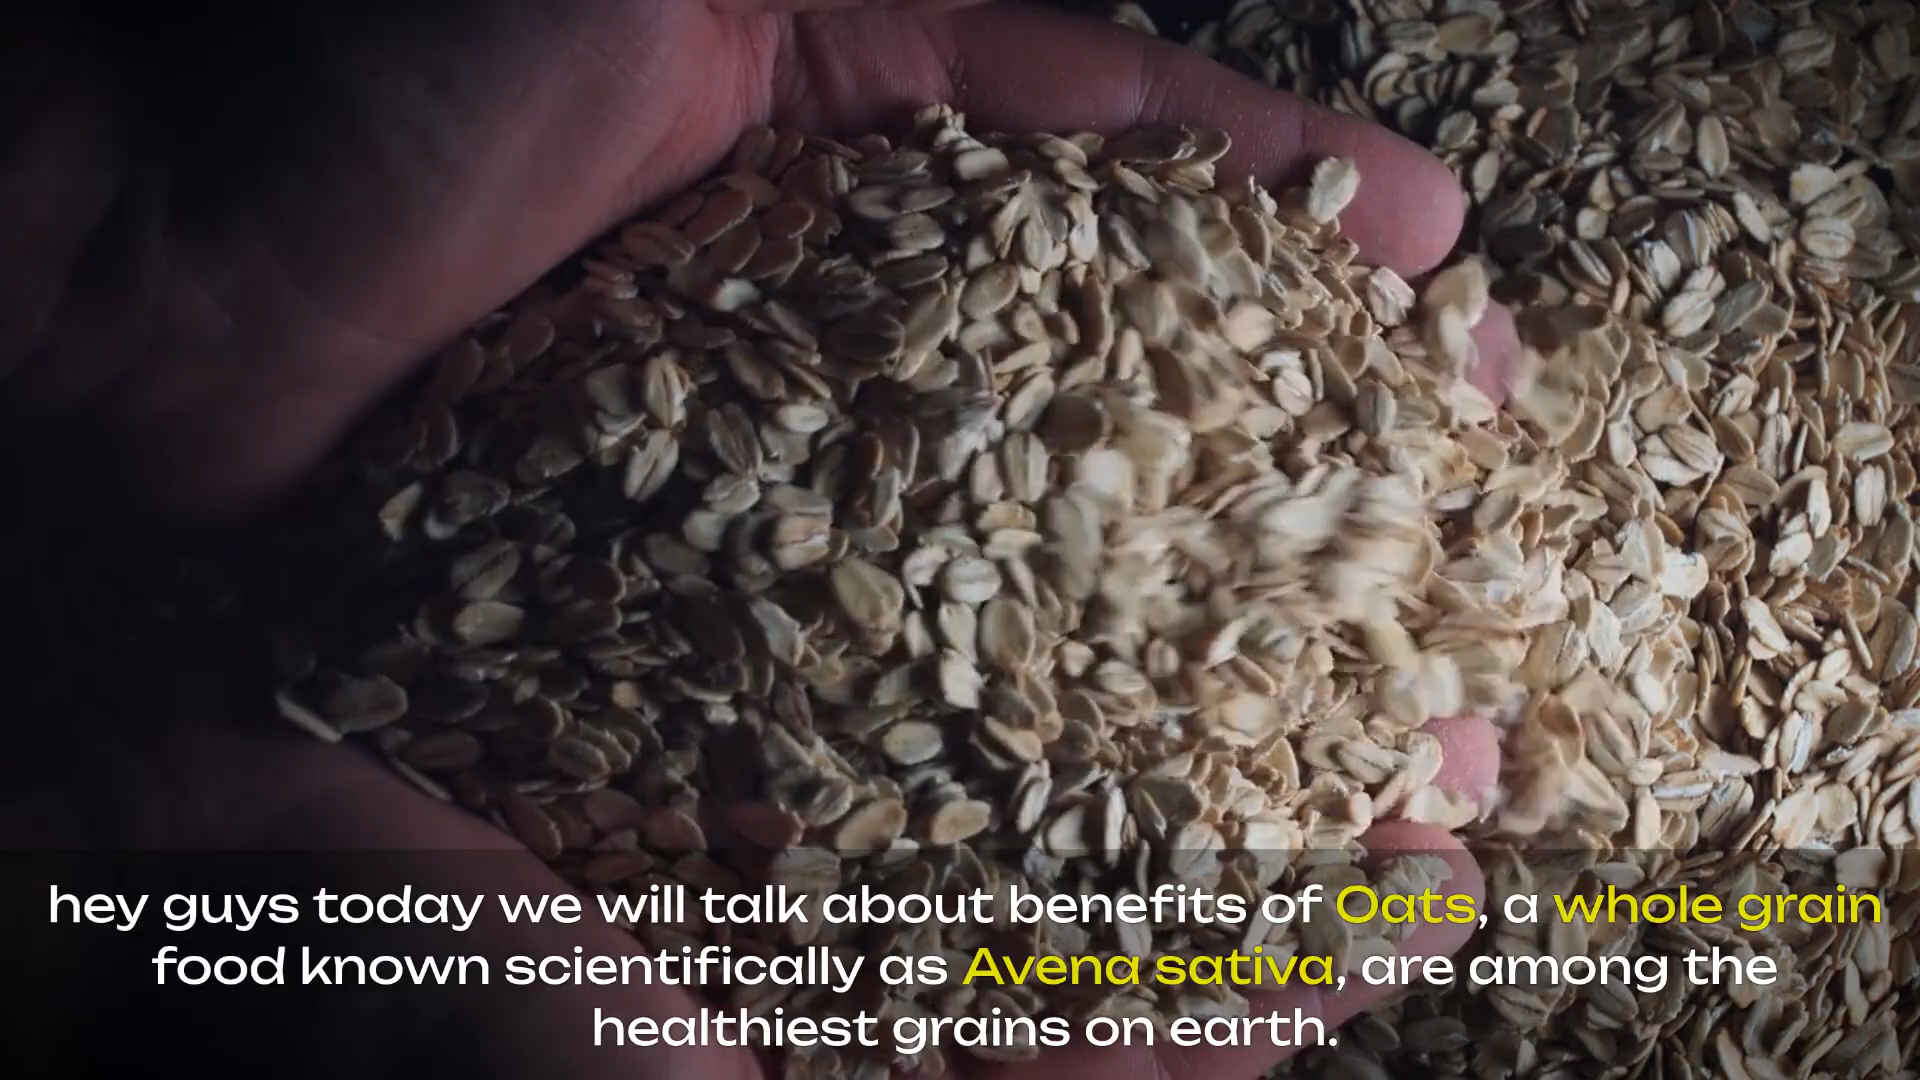 hey guys today we will talk about benefits of Oats, a whole grain
food known scientifically as Avena sativa, are among the
healthiest grains on earth.